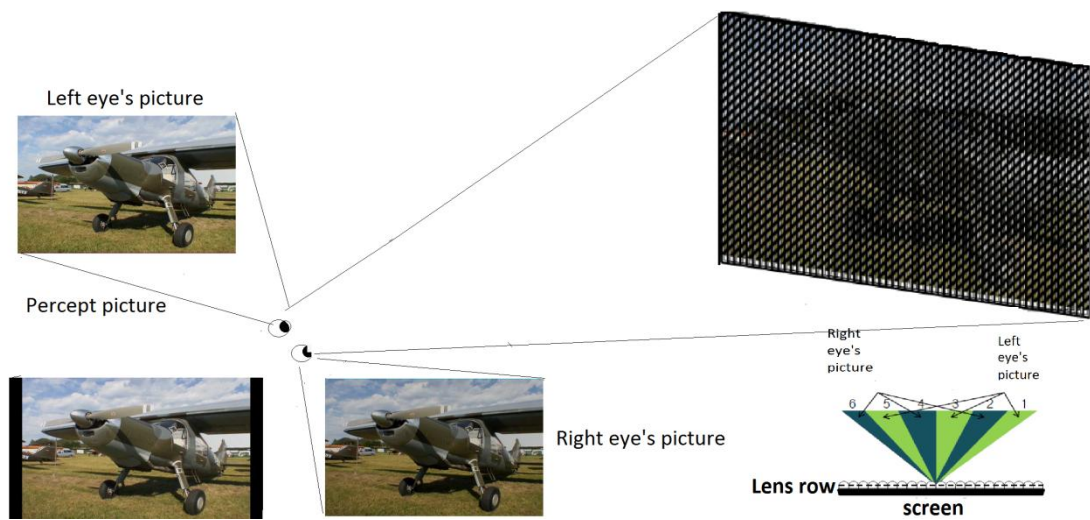 Left eye's picture
Percept picture
Right eye's picture
Right
eye's
picture
Left
eye's
picture
6 5 4 3 2 1
Lens row
screen